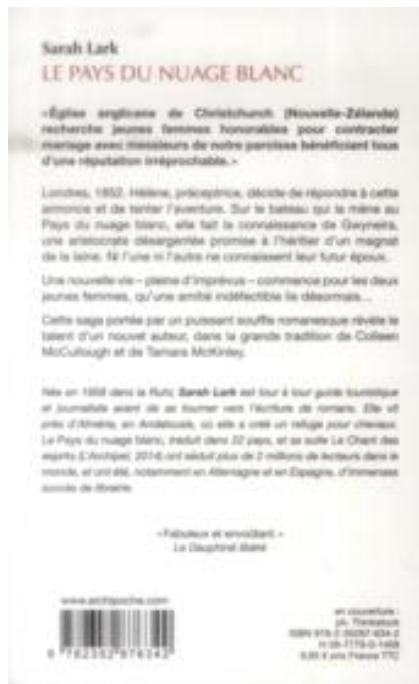 Sarah Lark
LE PAYS DU NUAGE BLANC
«Église anglicane de Christchurch (Nouvelle-Zélande)
recherche jeunes femmes honorables pour contracter
mariage avec messieurs de notre paroisse bénéficiant tous
d'une réputation irréprochable.»
Londres, 1852. Hélène, préceptrice, décide de répondre à cette
annonce et de tenter l'aventure. Sur le bateau qui la mène au
Pays du nuage blanc, elle fait la connaissance de Gwyneira,
une aristocrate désargentée promise à l'héritier d'un magnat
de la laine. Ni l'une ni l'autre ne connaissent leur futur époux.
Une nouvelle vie – pleine d'imprévus – commence pour les deux
jeunes femmes, qu'une amitié indéfectible lie désormais...
Cette saga portée par un puissant souffle romanesque révèle le
talent d'un nouvel auteur, dans la grande tradition de Colleen
McCullough et de Tamara McKinley.
Née en 1958 dans la Ruhr, Sarah Lark est tour à tour guide touristique
et journaliste avant de se tourner vers l'écriture de romans. Elle vit
près d'Almería, en Andalousie, où elle a créé un refuge pour chevaux.
Le Pays du nuage blanc, traduit dans 22 pays, et sa suite Le Chant des
esprits (L'Archipel, 2014) ont séduit plus de 2 millions de lecteurs dans le
monde, et ont été, notamment en Allemagne et en Espagne, d'immenses
succès de librairie.
«Fabuleux et envoûtant.»
Le Dauphiné libéré
www.archipoche.com
en couverture :
ph. Thinkstock
ISBN 978-2-35287-634-2
9 782352 876342
prix France TTC